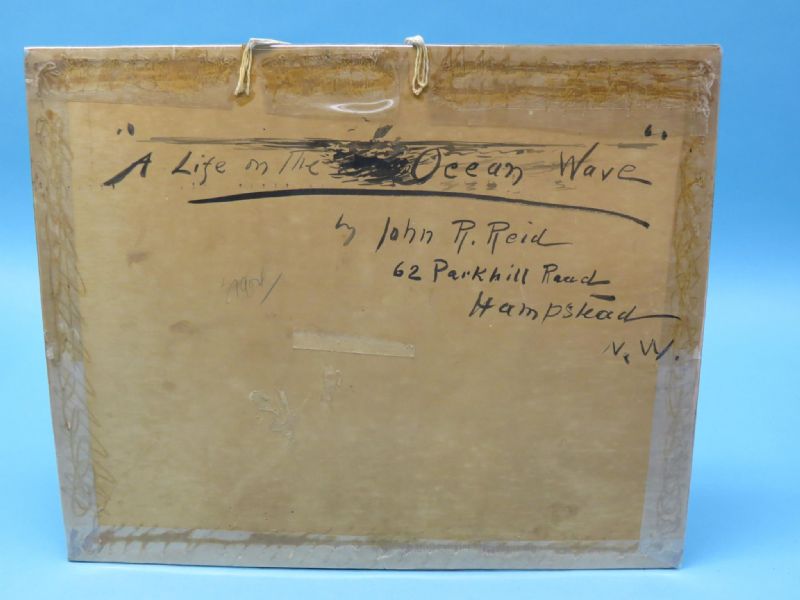 "A Life on The Ocean Wave"
by John R. Reid
62 Parkhill Road
Hampstead
N.W.